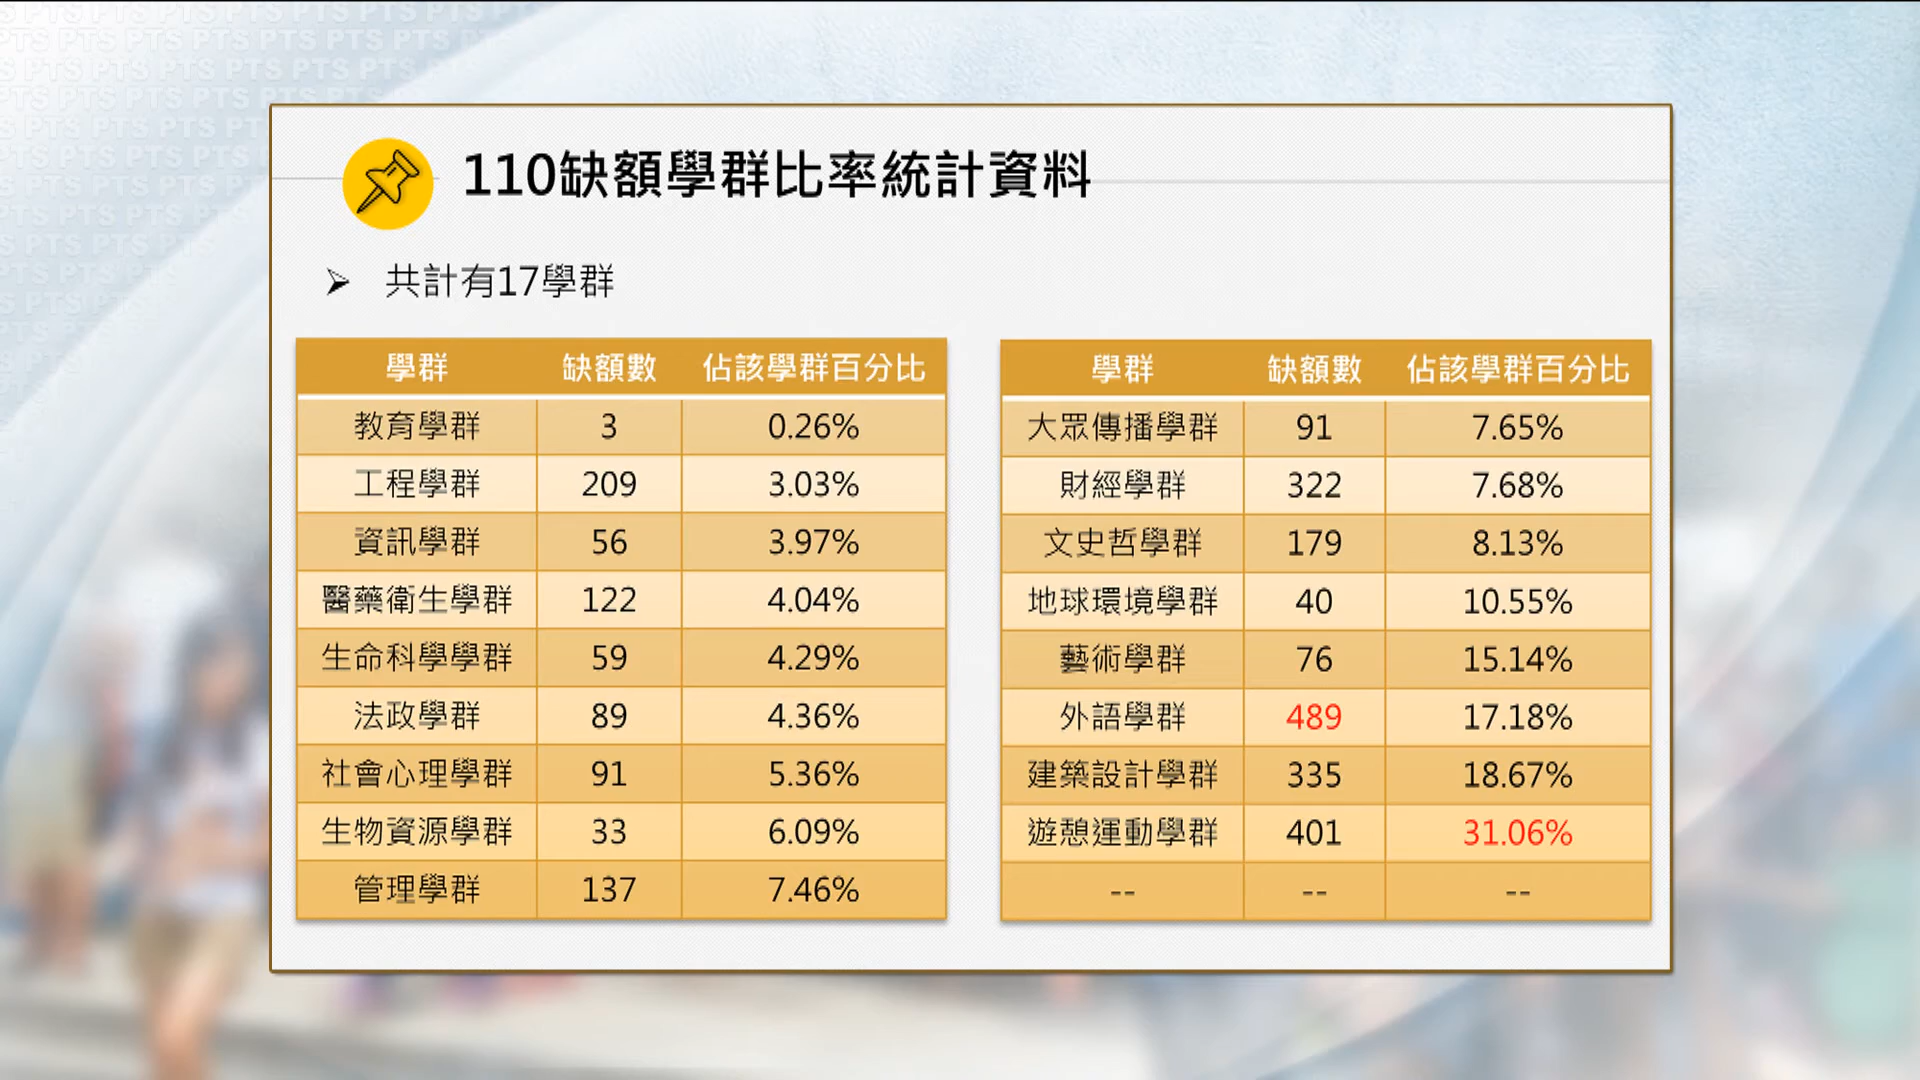 PTS PTS PTS PTS PTS PTS PTS
110缺額學群比率統計資料
共計有17學群
學群 缺額數 佔該學群百分比
教育學群 3 0.26%
工程學群 209 3.03%
資訊學群 56 3.97%
醫藥衛生學群 122 4.04%
生命科學學群 59 4.29%
法政學群 89 4.36%
社會心理學群 91 5.36%
生物資源學群 33 6.09%
管理學群 137 7.46%
學群 缺額數 佔該學群百分比
大眾傳播學群 91 7.65%
財經學群 322 7.68%
文史哲學群 179 8.13%
地球環境學群 40 10.55%
藝術學群 76 15.14%
外語學群 489 17.18%
建築設計學群 335 18.67%
遊憩運動學群 401 31.06%
-- -- --